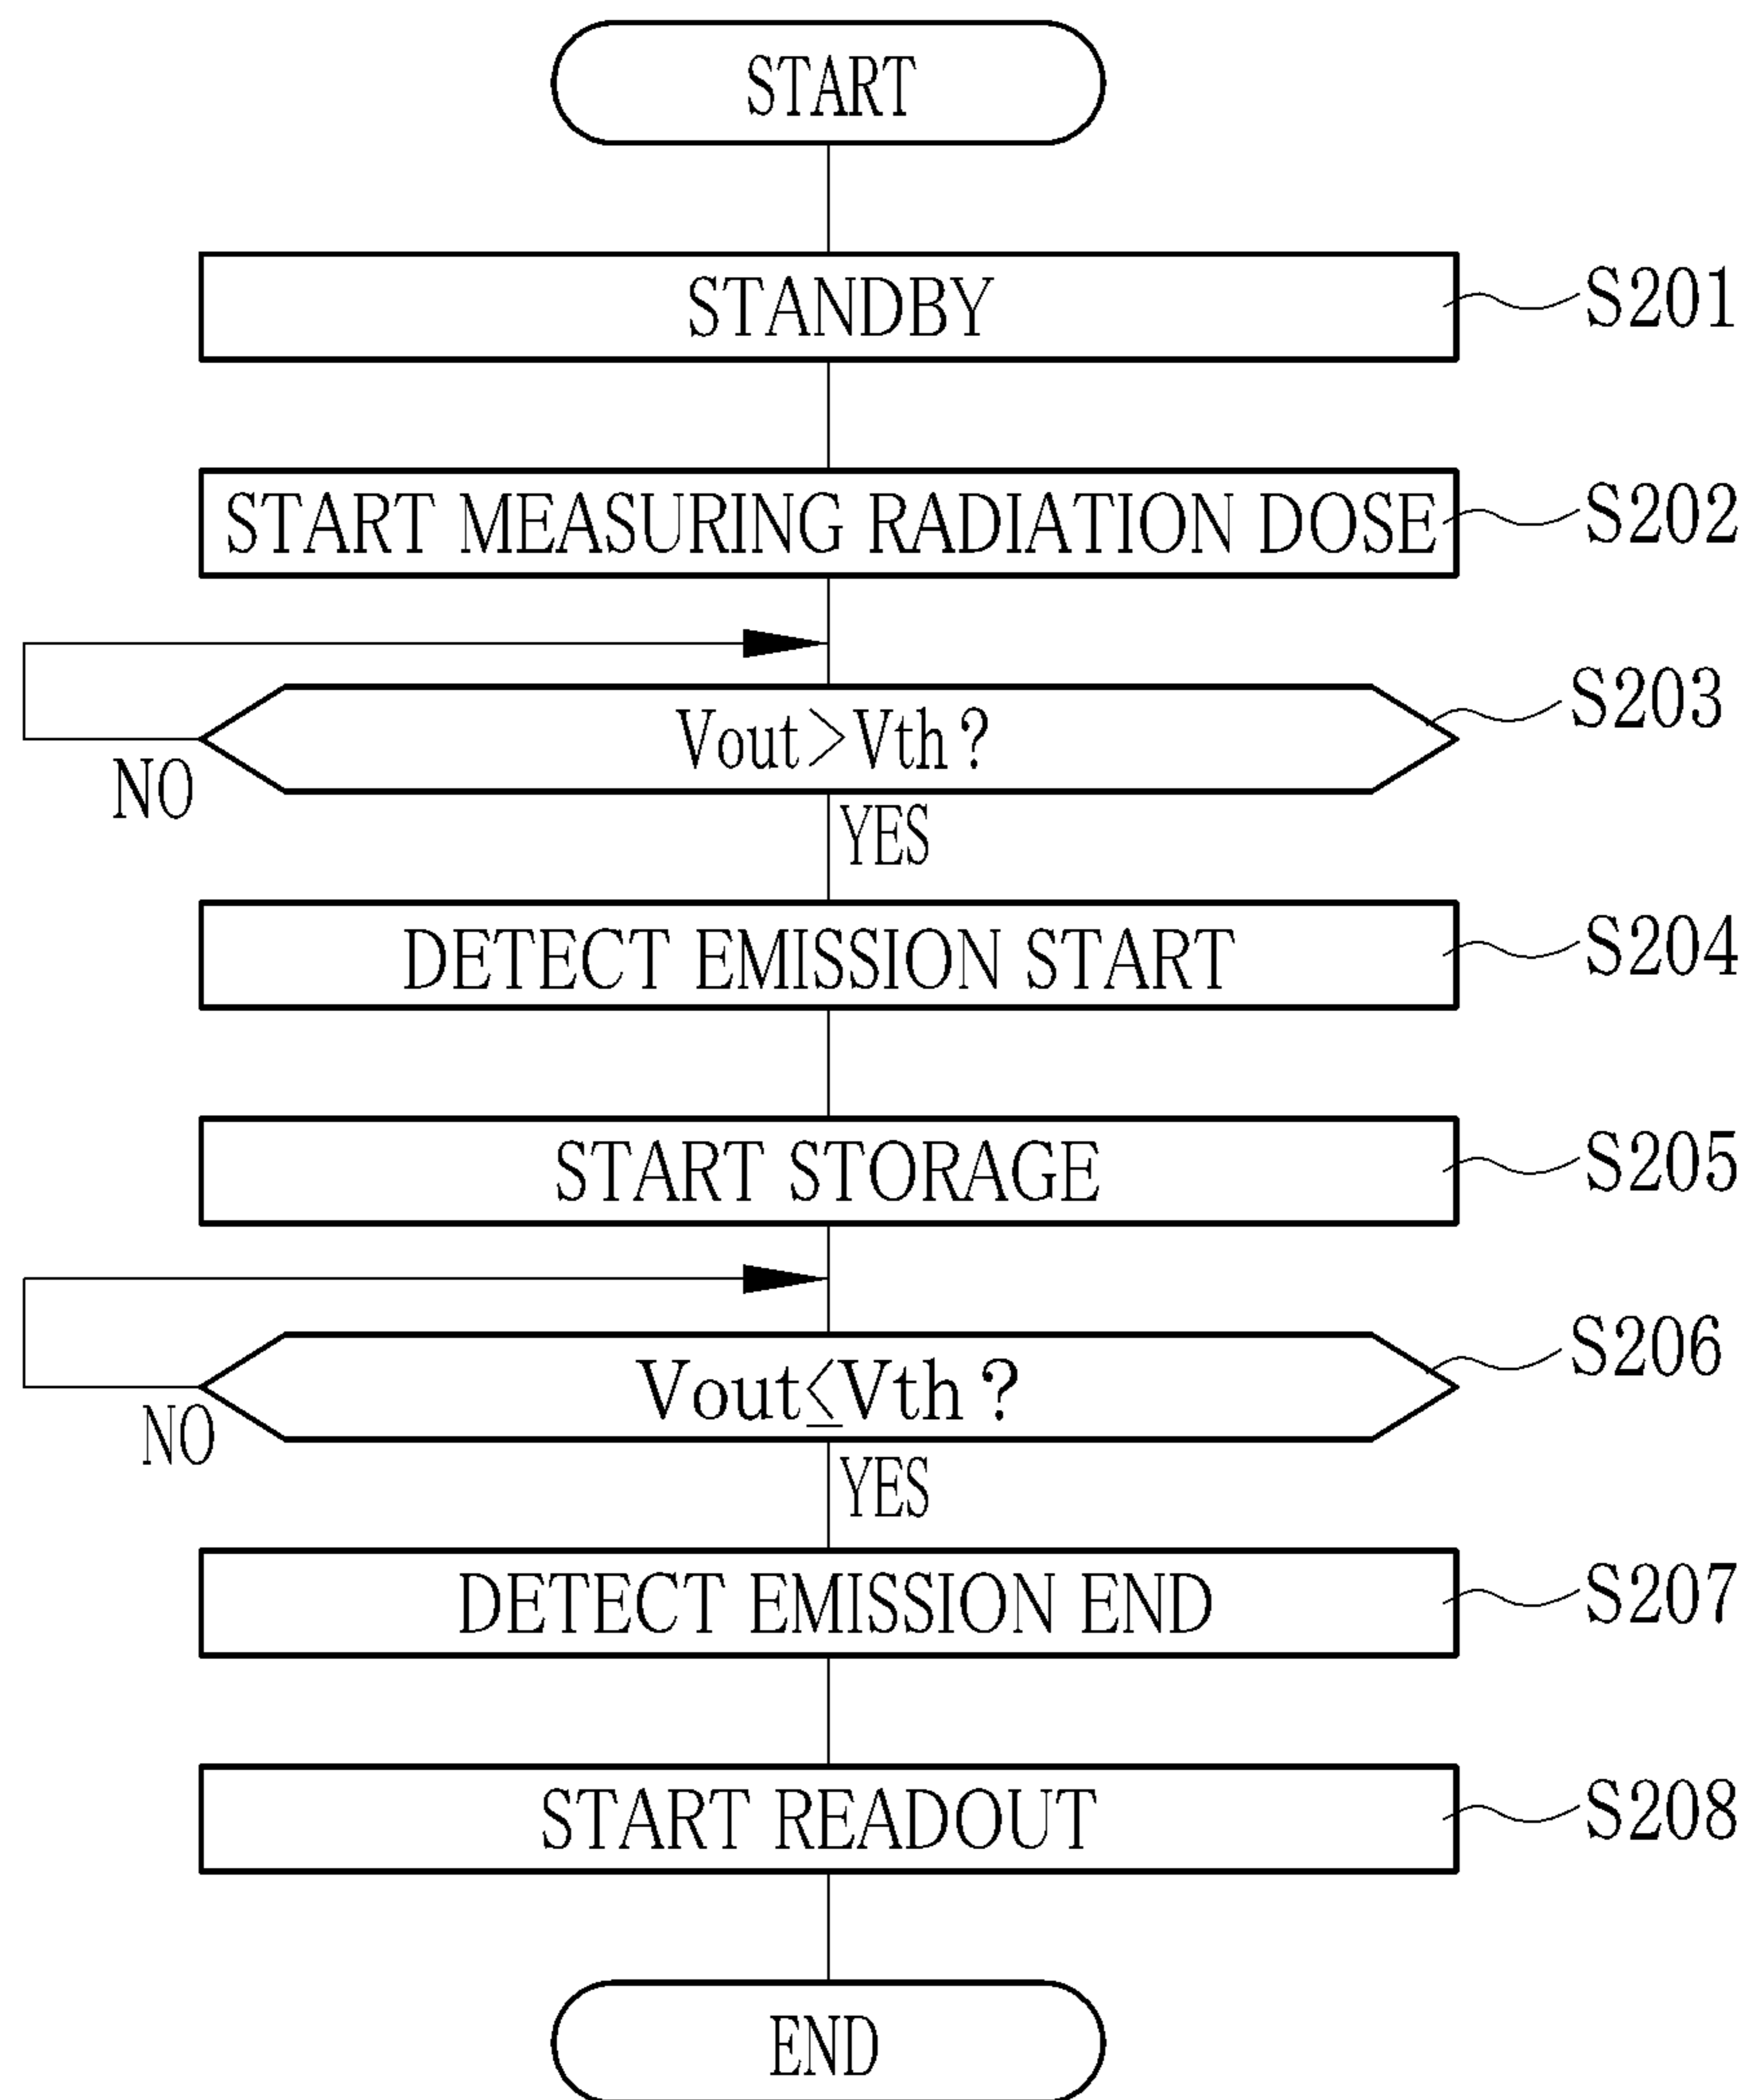 START
STANDBY S201
START MEASURING RADIATION DOSE S202
Vout>Vth? S203
NO
YES
DETECT EMISSION START S204
START STORAGE S205
Vout≤Vth? S206
NO
YES
DETECT EMISSION END S207
START READOUT S208
END